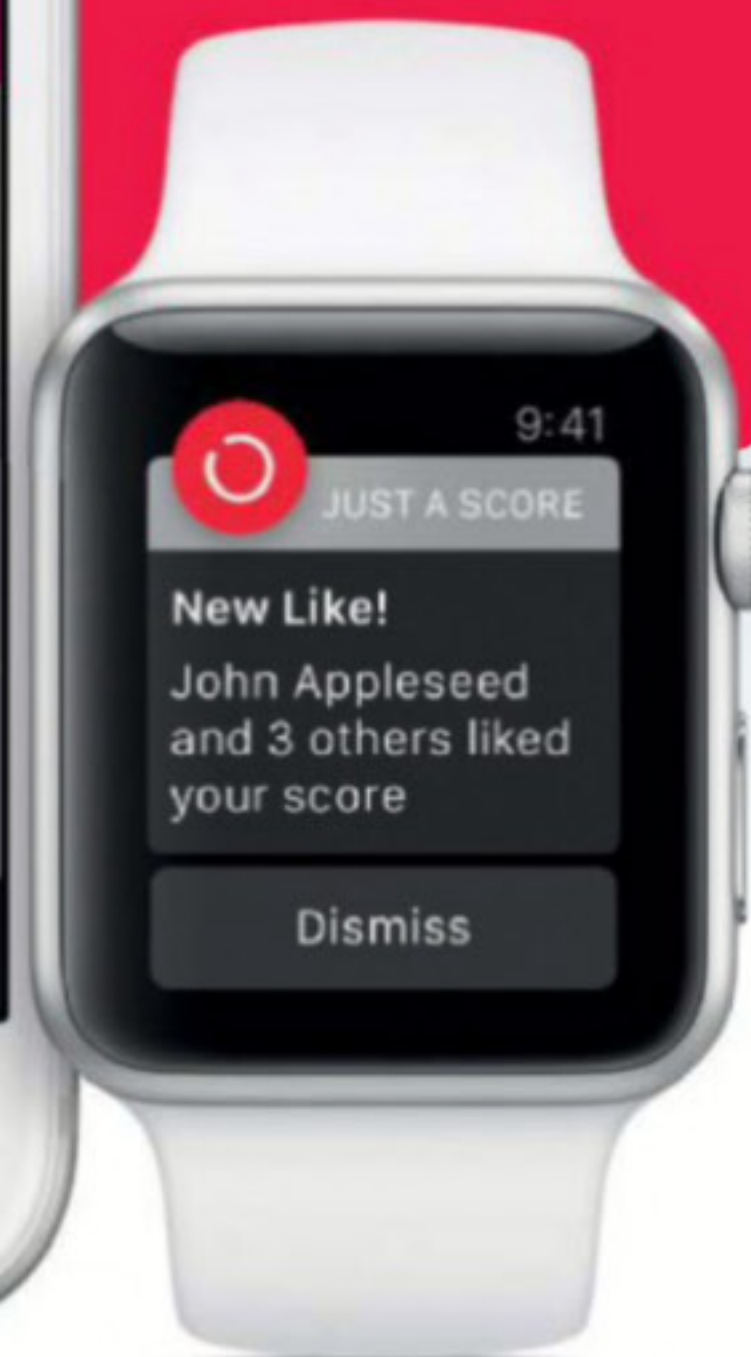 9:41
JUST A SCORE
New Like!
John Appleseed
and 3 others liked
your score
Dismiss